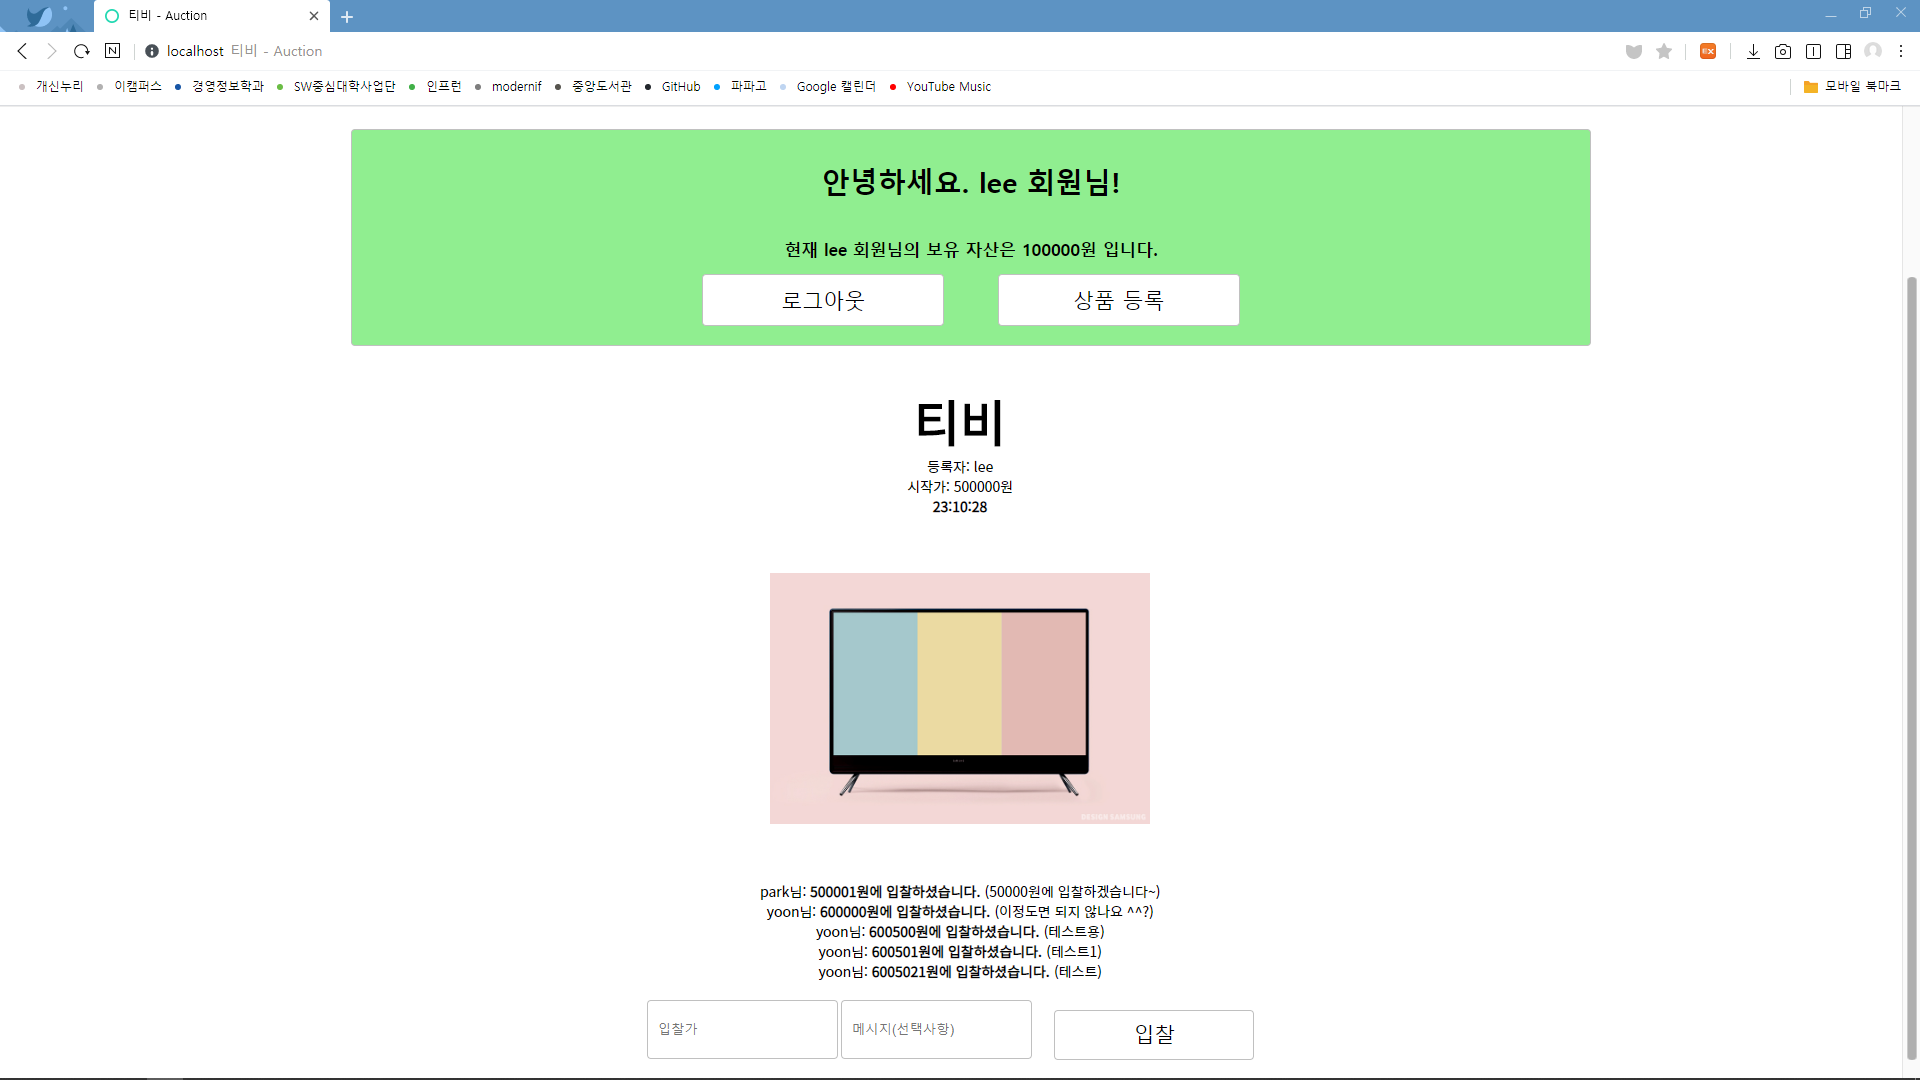 티비 - Auction
localhost 티비 - Auction
개신누리 이캠퍼스 경영정보학과 SW중심대학사업단 인프런 modernif 중앙도서관 GitHub 파파고 Google 캘린더 YouTube Music 모바일 북마크
안녕하세요. lee 회원님!
현재 lee 회원님의 보유 자산은 100000원 입니다.
로그아웃 상품 등록
티비
등록자: lee
시작가: 500000원
23:10:28
DESIGN SAMSUNG
park님: 500001원에 입찰하셨습니다. (50000원에 입찰하겠습니다~)
yoon님: 600000원에 입찰하셨습니다. (이정도면 되지 않나요 ^^?)
yoon님: 600500원에 입찰하셨습니다. (테스트용)
yoon님: 600501원에 입찰하셨습니다. (테스트1)
yoon님: 6005021원에 입찰하셨습니다. (테스트)
입찰가 메시지(선택사항) 입찰